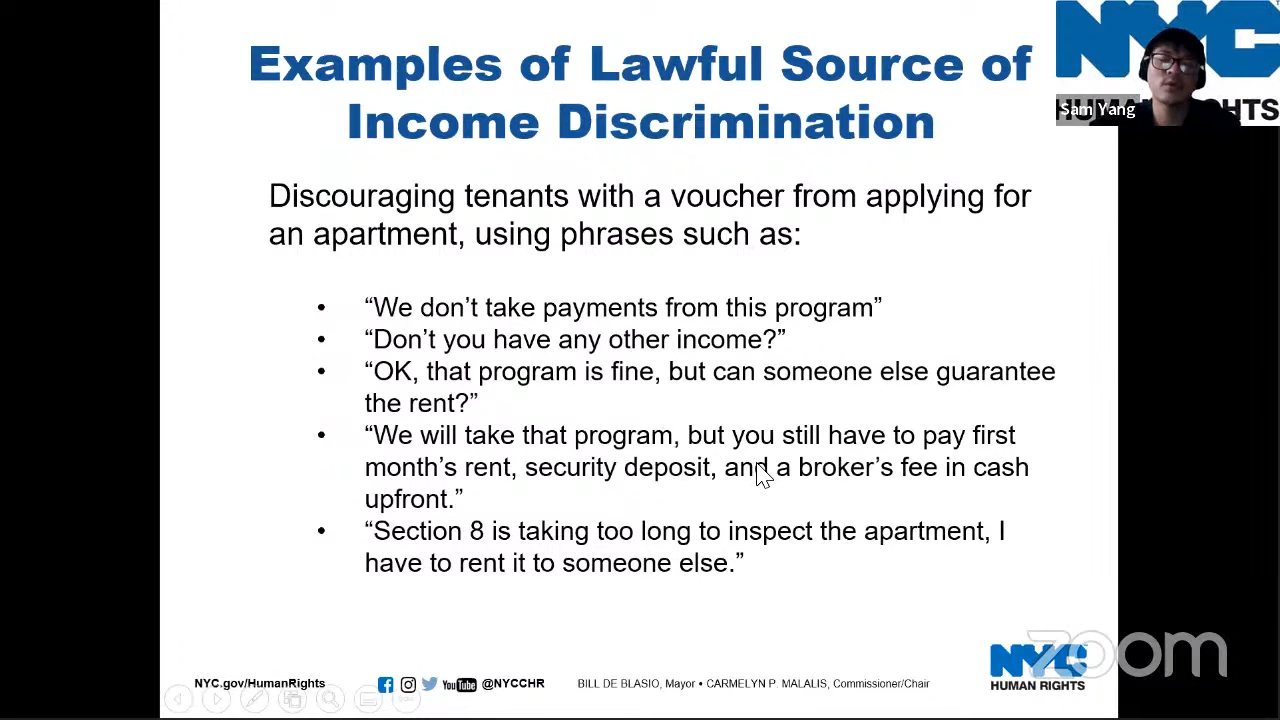 Examples of Lawful Source of
Income Discrimination
NYC
HUMAN RIGHTS
Sam Yang
Discouraging tenants with a voucher from applying for
an apartment, using phrases such as:
• “We don’t take payments from this program”
• “Don’t you have any other income?”
• “OK, that program is fine, but can someone else guarantee
the rent?”
• “We will take that program, but you still have to pay first
month’s rent, security deposit, and a broker’s fee in cash
upfront.”
• “Section 8 is taking too long to inspect the apartment, I
have to rent it to someone else.”
NYC.gov/HumanRights
YouTube
@NYCCHR
BILL DE BLASIO, Mayor • CARMELYN P. MALALIS, Commissioner/Chair
NYC
HUMAN RIGHTS
zoom